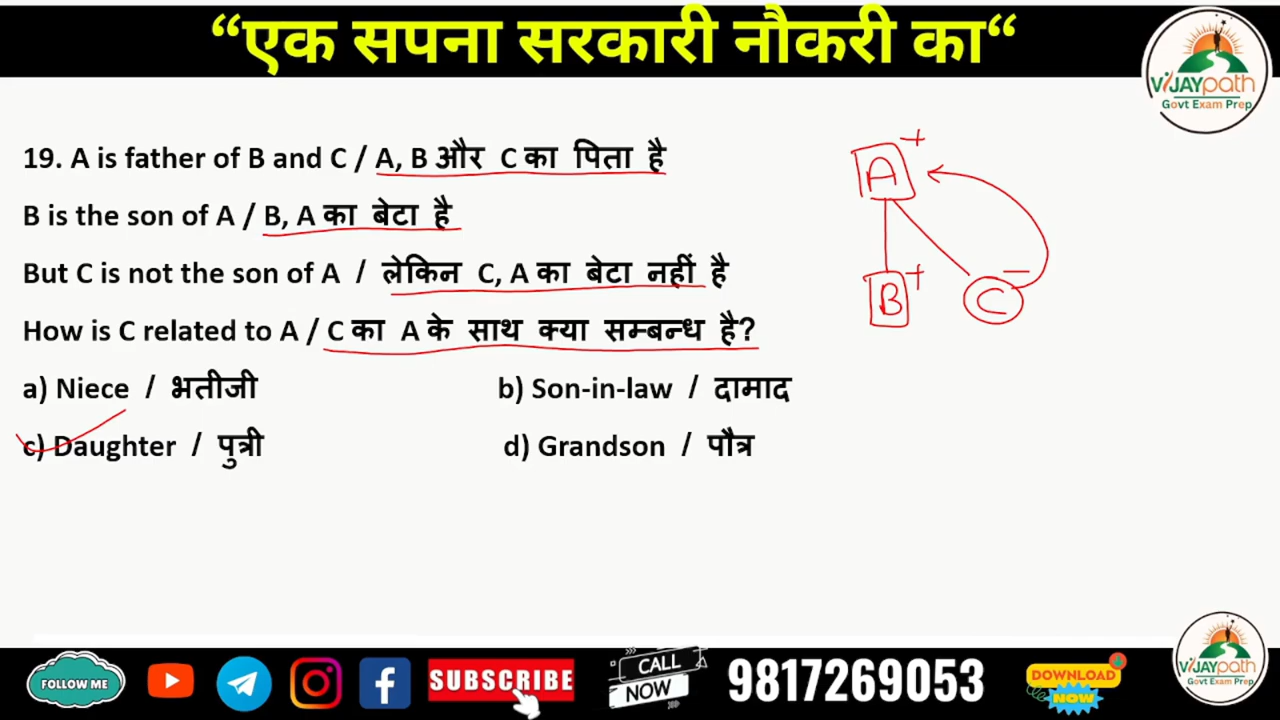 “एक सपना सरकारी नौकरी का“
VIJAYpath
Govt Exam Prep
19. A is father of B and C / A, B और C का पिता है
B is the son of A / B, A का बेटा है
But C is not the son of A / लेकिन C, A का बेटा नहीं है
How is C related to A / C का A के साथ क्या सम्बन्ध है?
a) Niece / भतीजी b) Son-in-law / दामाद
c) Daughter / पुत्री d) Grandson / पौत्र
A +
B + C −
VIJAYpath
Govt Exam Prep
FOLLOW ME
SUBSCRIBE
CALL
NOW
9817269053
DOWNLOAD
NOW